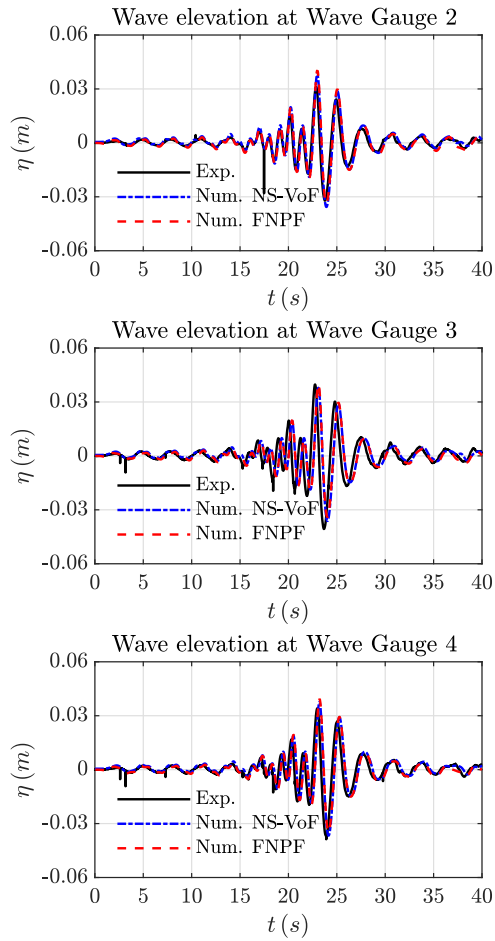 Wave elevation at Wave Gauge 2
0.06
0.03
0
-0.03
-0.06
η (m)
Exp.
Num. NS-VoF
Num. FNPF
0 5 10 15 20 25 30 35 40
t (s)
Wave elevation at Wave Gauge 3
0.06
0.03
0
-0.03
-0.06
η (m)
Exp.
Num. NS-VoF
Num. FNPF
0 5 10 15 20 25 30 35 40
t (s)
Wave elevation at Wave Gauge 4
0.06
0.03
0
-0.03
-0.06
η (m)
Exp.
Num. NS-VoF
Num. FNPF
0 5 10 15 20 25 30 35 40
t (s)